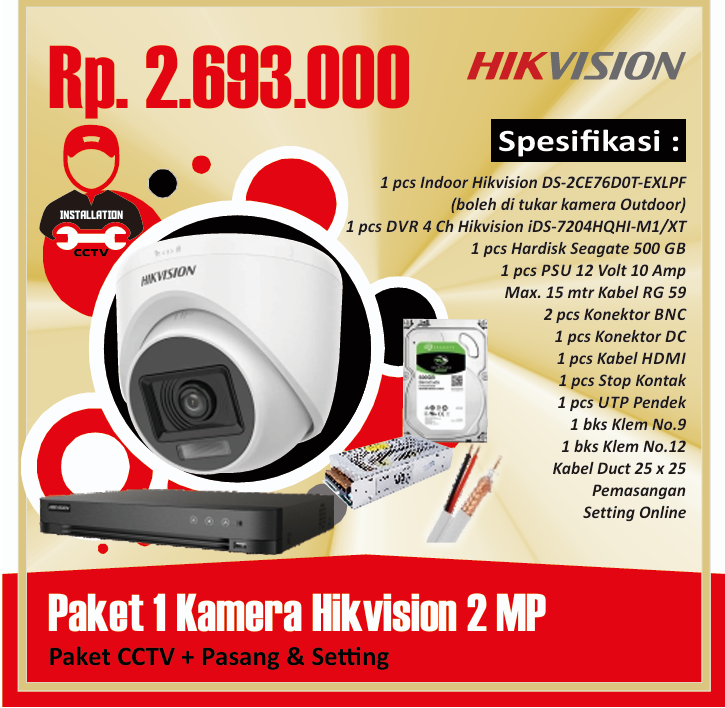 Rp. 2.693.000
HIKVISION
Spesifikasi :
1 pcs Indoor Hikvision DS-2CE76D0T-EXLPF
(boleh di tukar kamera Outdoor)
1 pcs DVR 4 Ch Hikvision iDS-7204HQHI-M1/XT
1 pcs Hardisk Seagate 500 GB
1 pcs PSU 12 Volt 10 Amp
Max. 15 mtr Kabel RG 59
2 pcs Konektor BNC
1 pcs Konektor DC
1 pcs Kabel HDMI
1 pcs Stop Kontak
1 pcs UTP Pendek
1 bks Klem No.9
1 bks Klem No.12
Kabel Duct 25 x 25
Pemasangan
Setting Online
INSTALLATION
CCTV
HIKVISION
HIKVISION
Paket 1 Kamera Hikvision 2 MP
Paket CCTV + Pasang & Setting